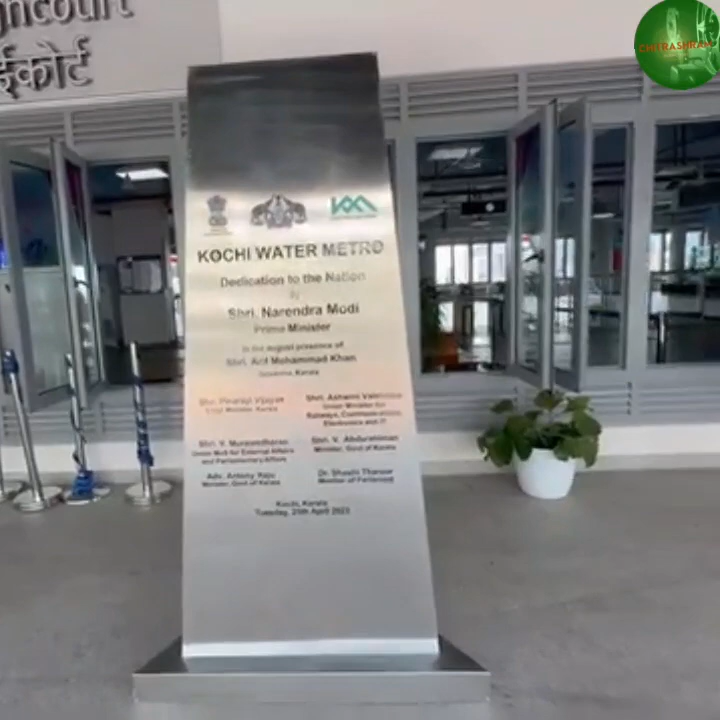 ghcourt
ईकोर्ट
CHITRASHRAM
KOCHI WATER METRO
Dedication to the Nation
by
Shri. Narendra Modi
Prime Minister
In the august presence of
Shri. Arif Mohammad Khan
Governor, Kerala
Shri. Pinarayi Vijayan
Chief Minister, Kerala
Shri. Ashwini Vaishnaw
Union Minister for
Railways, Communications,
Electronics and IT
Shri. V. Muraleedharan
Union MoS for External Affairs
and Parliamentary Affairs
Shri. V. Abdurahiman
Minister, Govt of Kerala
Adv. Antony Raju
Minister, Govt of Kerala
Dr. Shashi Tharoor
Member of Parliament
Kochi, Kerala
Tuesday, 25th April 2023